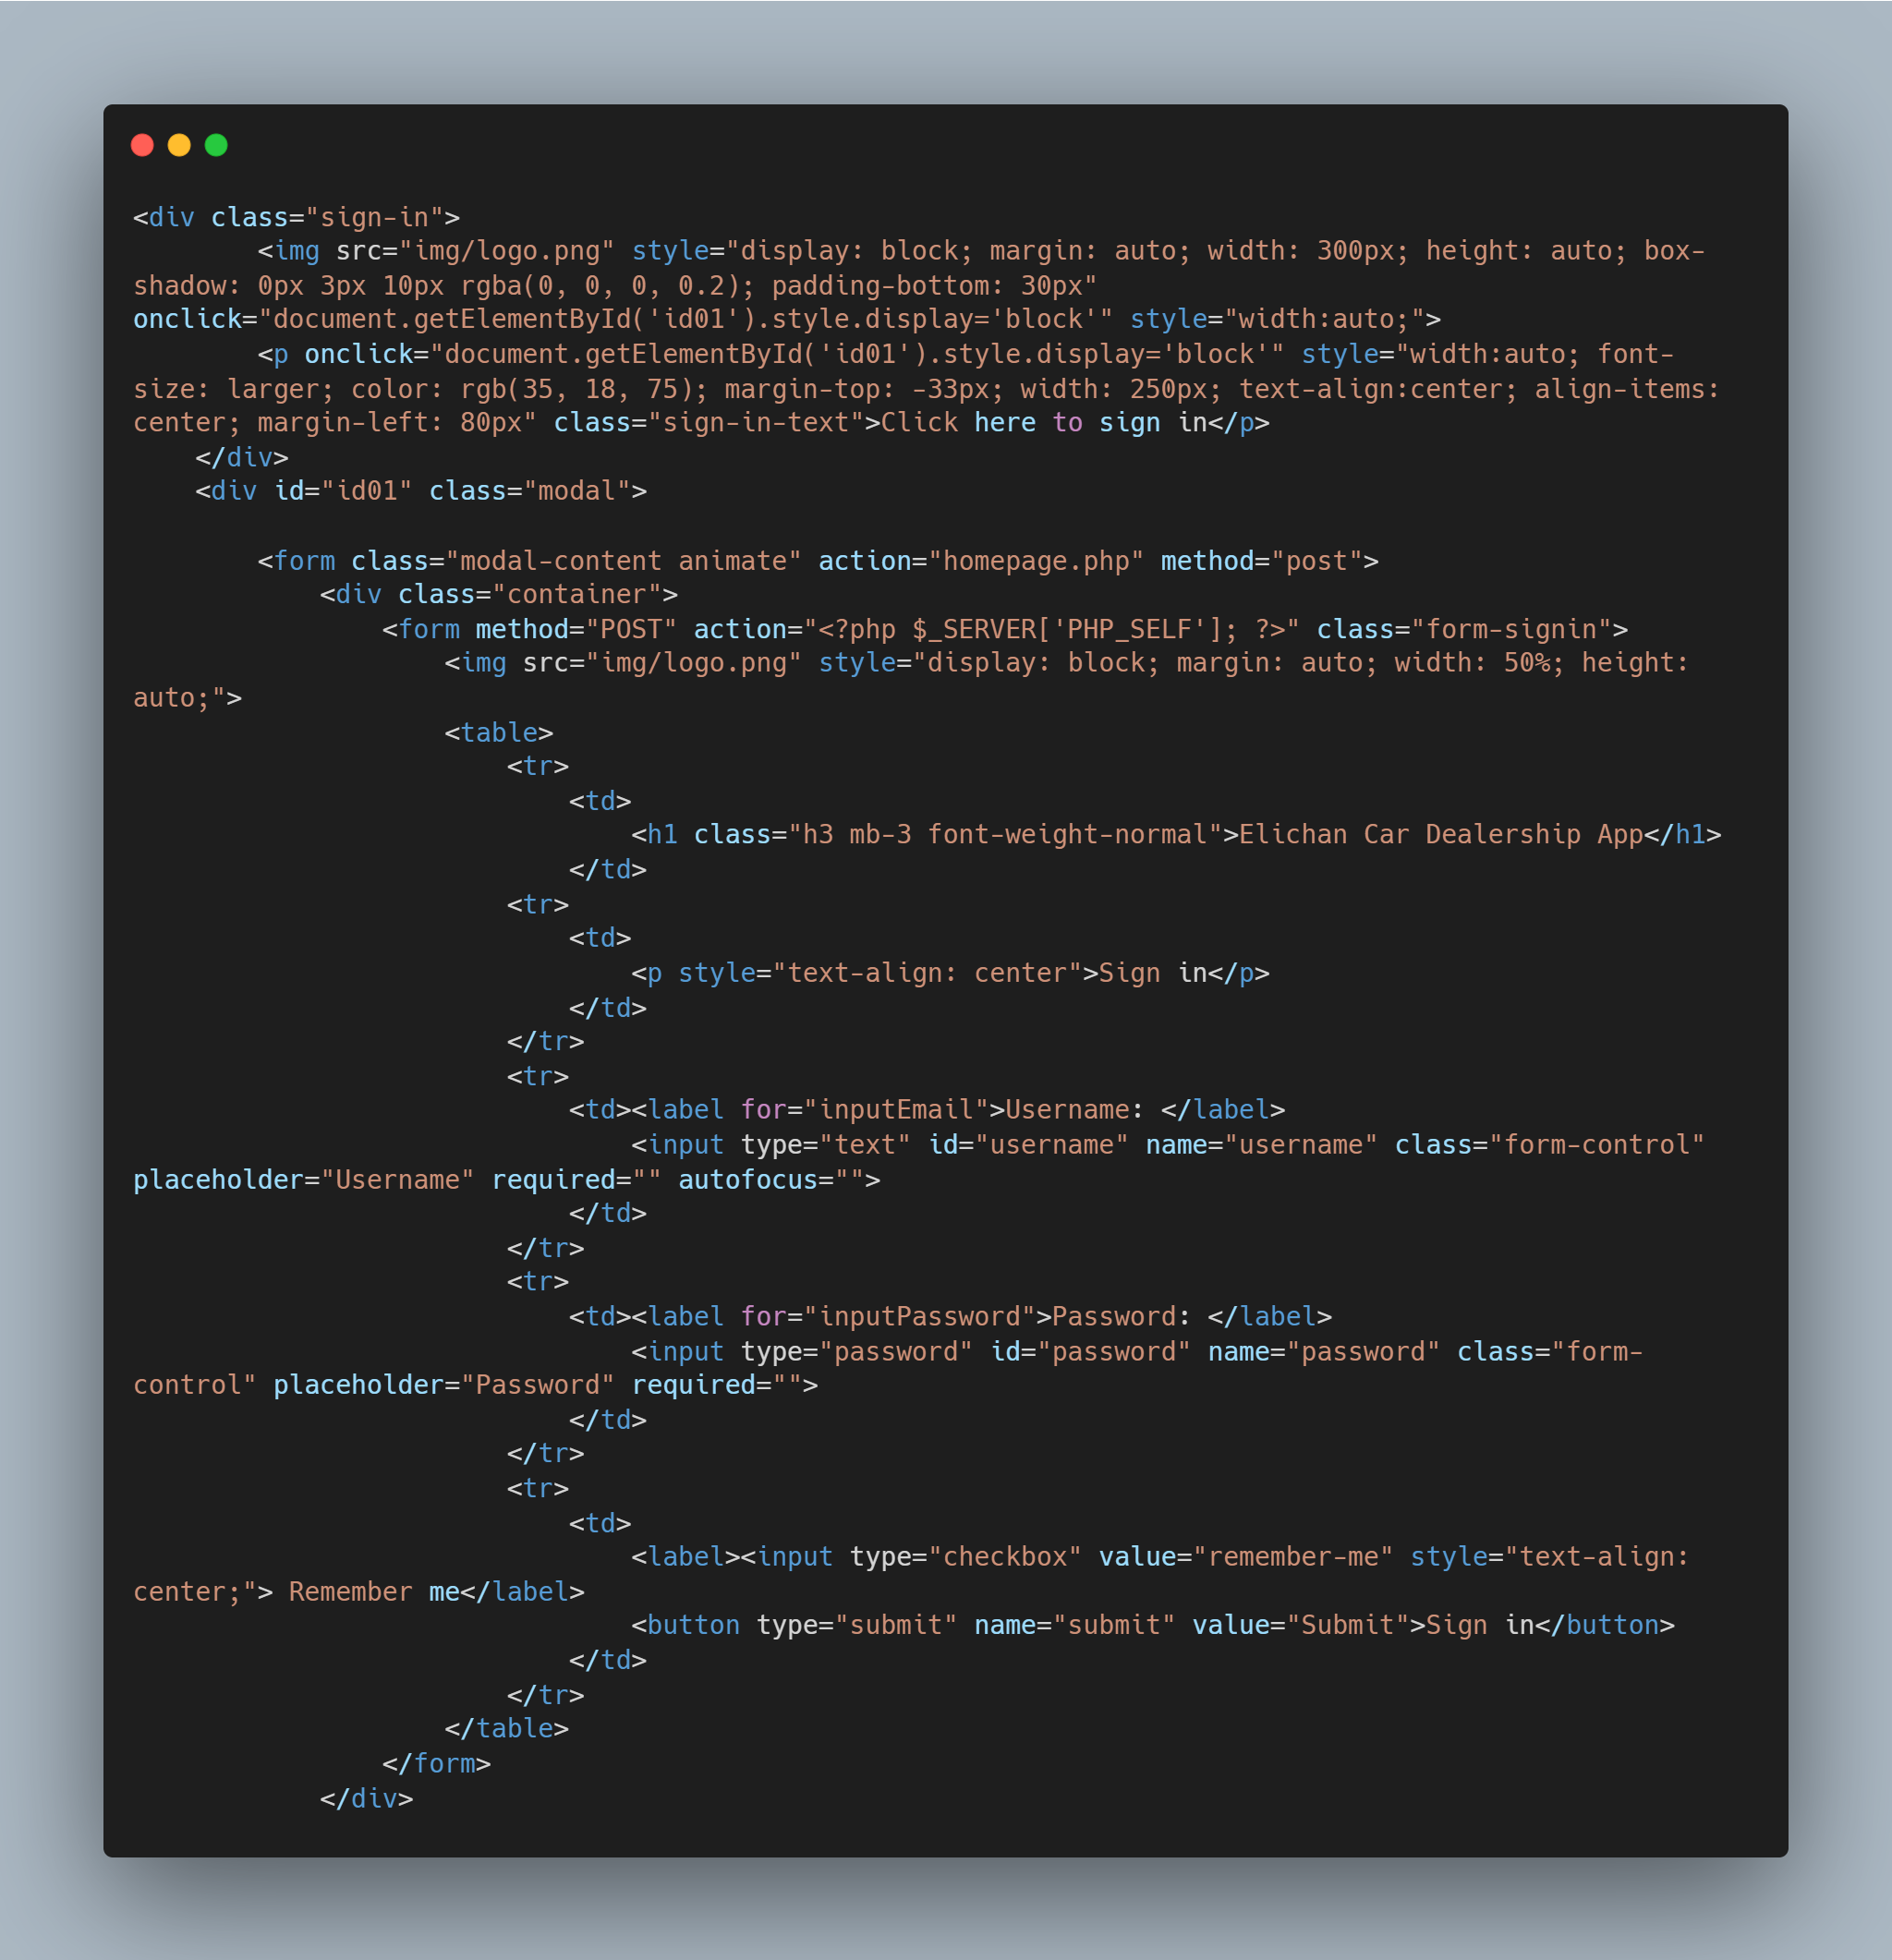 <div class="sign-in">
        <img src="img/logo.png" style="display: block; margin: auto; width: 300px; height: auto; box-
shadow: 0px 3px 10px rgba(0, 0, 0, 0.2); padding-bottom: 30px"
onclick="document.getElementById('id01').style.display='block'" style="width:auto;">
        <p onclick="document.getElementById('id01').style.display='block'" style="width:auto; font-
size: larger; color: rgb(35, 18, 75); margin-top: -33px; width: 250px; text-align:center; align-items:
center; margin-left: 80px" class="sign-in-text">Click here to sign in</p>
    </div>
    <div id="id01" class="modal">

        <form class="modal-content animate" action="homepage.php" method="post">
            <div class="container">
                <form method="POST" action="<?php $_SERVER['PHP_SELF']; ?>" class="form-signin">
                    <img src="img/logo.png" style="display: block; margin: auto; width: 50%; height:
auto;">
                    <table>
                        <tr>
                            <td>
                                <h1 class="h3 mb-3 font-weight-normal">Elichan Car Dealership App</h1>
                            </td>
                        <tr>
                            <td>
                                <p style="text-align: center">Sign in</p>
                            </td>
                        </tr>
                        <tr>
                            <td><label for="inputEmail">Username: </label>
                                <input type="text" id="username" name="username" class="form-control"
placeholder="Username" required="" autofocus="">
                            </td>
                        </tr>
                        <tr>
                            <td><label for="inputPassword">Password: </label>
                                <input type="password" id="password" name="password" class="form-
control" placeholder="Password" required="">
                            </td>
                        </tr>
                        <tr>
                            <td>
                                <label><input type="checkbox" value="remember-me" style="text-align:
center;"> Remember me</label>
                                <button type="submit" name="submit" value="Submit">Sign in</button>
                            </td>
                        </tr>
                    </table>
                </form>
            </div>